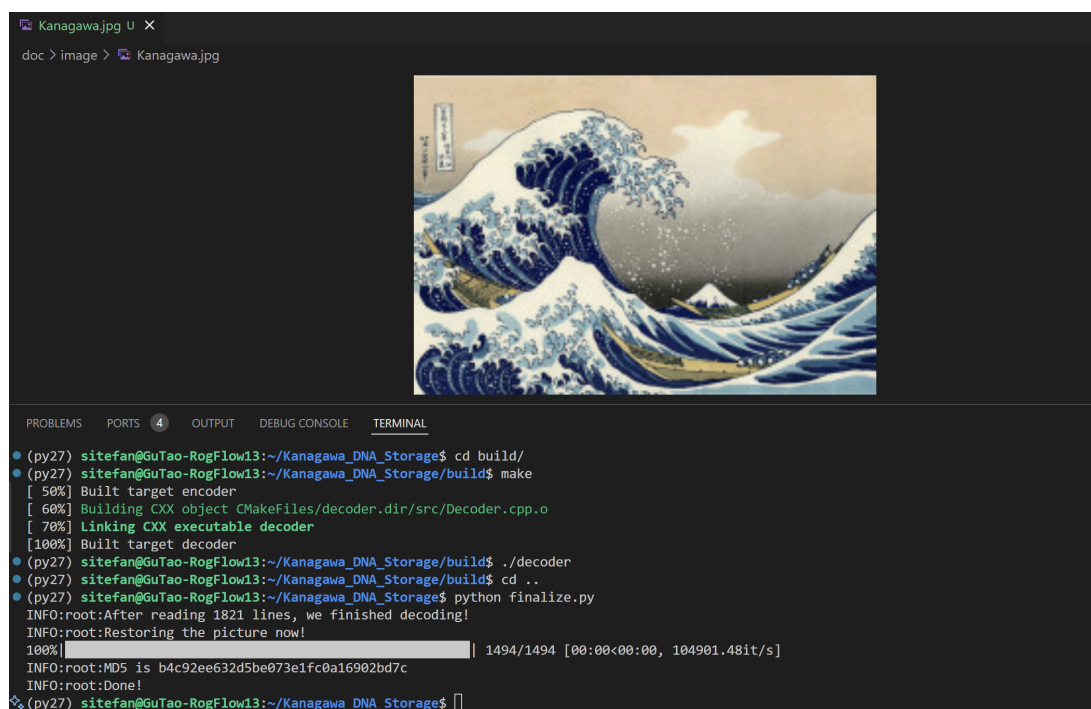 Kanagawa.jpg U
doc > image > Kanagawa.jpg
PROBLEMS PORTS 4 OUTPUT DEBUG CONSOLE TERMINAL
(py27) sitefan@GuTao-RogFlow13:~/Kanagawa_DNA_Storage$ cd build/
(py27) sitefan@GuTao-RogFlow13:~/Kanagawa_DNA_Storage/build$ make
[ 50%] Built target encoder
[ 60%] Building CXX object CMakeFiles/decoder.dir/src/Decoder.cpp.o
[ 70%] Linking CXX executable decoder
[100%] Built target decoder
(py27) sitefan@GuTao-RogFlow13:~/Kanagawa_DNA_Storage/build$ ./decoder
(py27) sitefan@GuTao-RogFlow13:~/Kanagawa_DNA_Storage/build$ cd ..
(py27) sitefan@GuTao-RogFlow13:~/Kanagawa_DNA_Storage$ python finalize.py
INFO:root:After reading 1821 lines, we finished decoding!
INFO:root:Restoring the picture now!
100%| | 1494/1494 [00:00<00:00, 104901.48it/s]
INFO:root:MD5 is b4c92ee632d5be073e1fc0a16902bd7c
INFO:root:Done!
(py27) sitefan@GuTao-RogFlow13:~/Kanagawa_DNA_Storage$